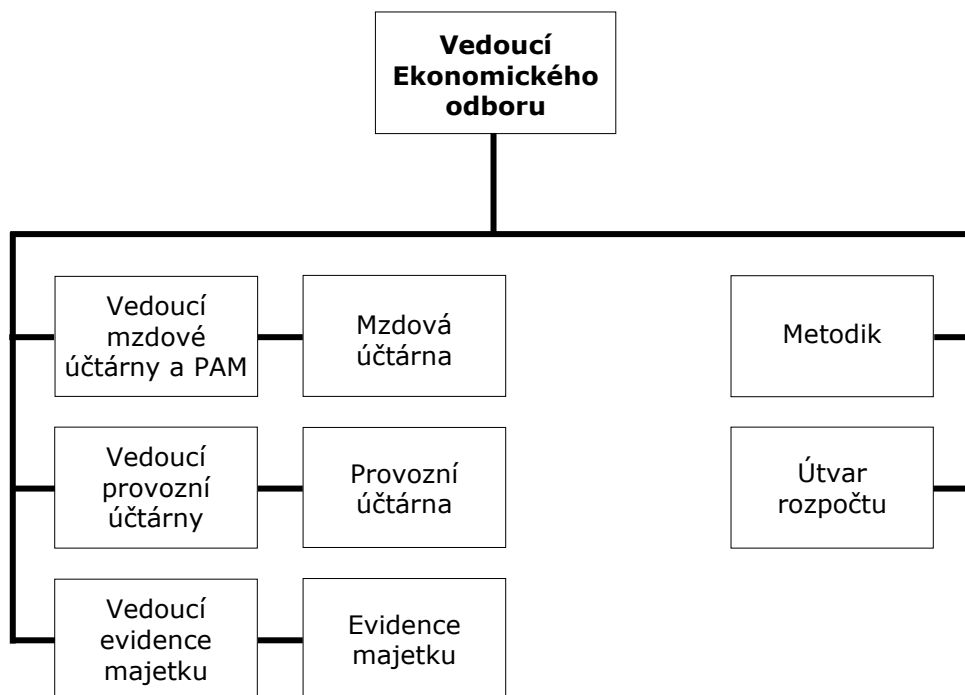 Vedoucí
Ekonomického
odboru
Vedoucí
mzdové
účtárny a PAM
Mzdová
účtárna
Metodik
Vedoucí
provozní
účtárny
Provozní
účtárna
Útvar
rozpočtu
Vedoucí
evidence
majetku
Evidence
majetku